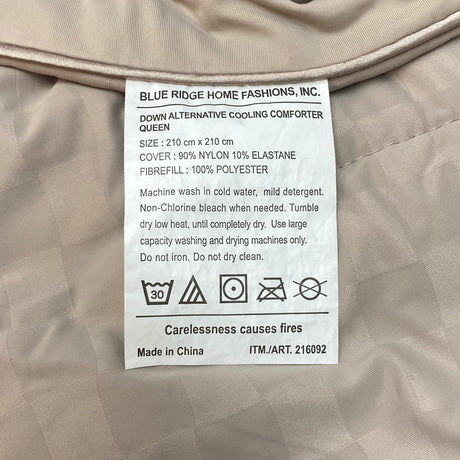 BLUE RIDGE HOME FASHIONS, INC.
DOWN ALTERNATIVE COOLING COMFORTER
QUEEN
SIZE : 210 cm x 210 cm
COVER : 90% NYLON 10% ELASTANE
FIBREFILL : 100% POLYESTER
Machine wash in cold water, mild detergent.
Non-Chlorine bleach when needed. Tumble
dry low heat, until completely dry. Use large
capacity washing and drying machines only.
Do not iron. Do not dry clean.
30
Carelessness causes fires
Made in China ITM./ART. 216092